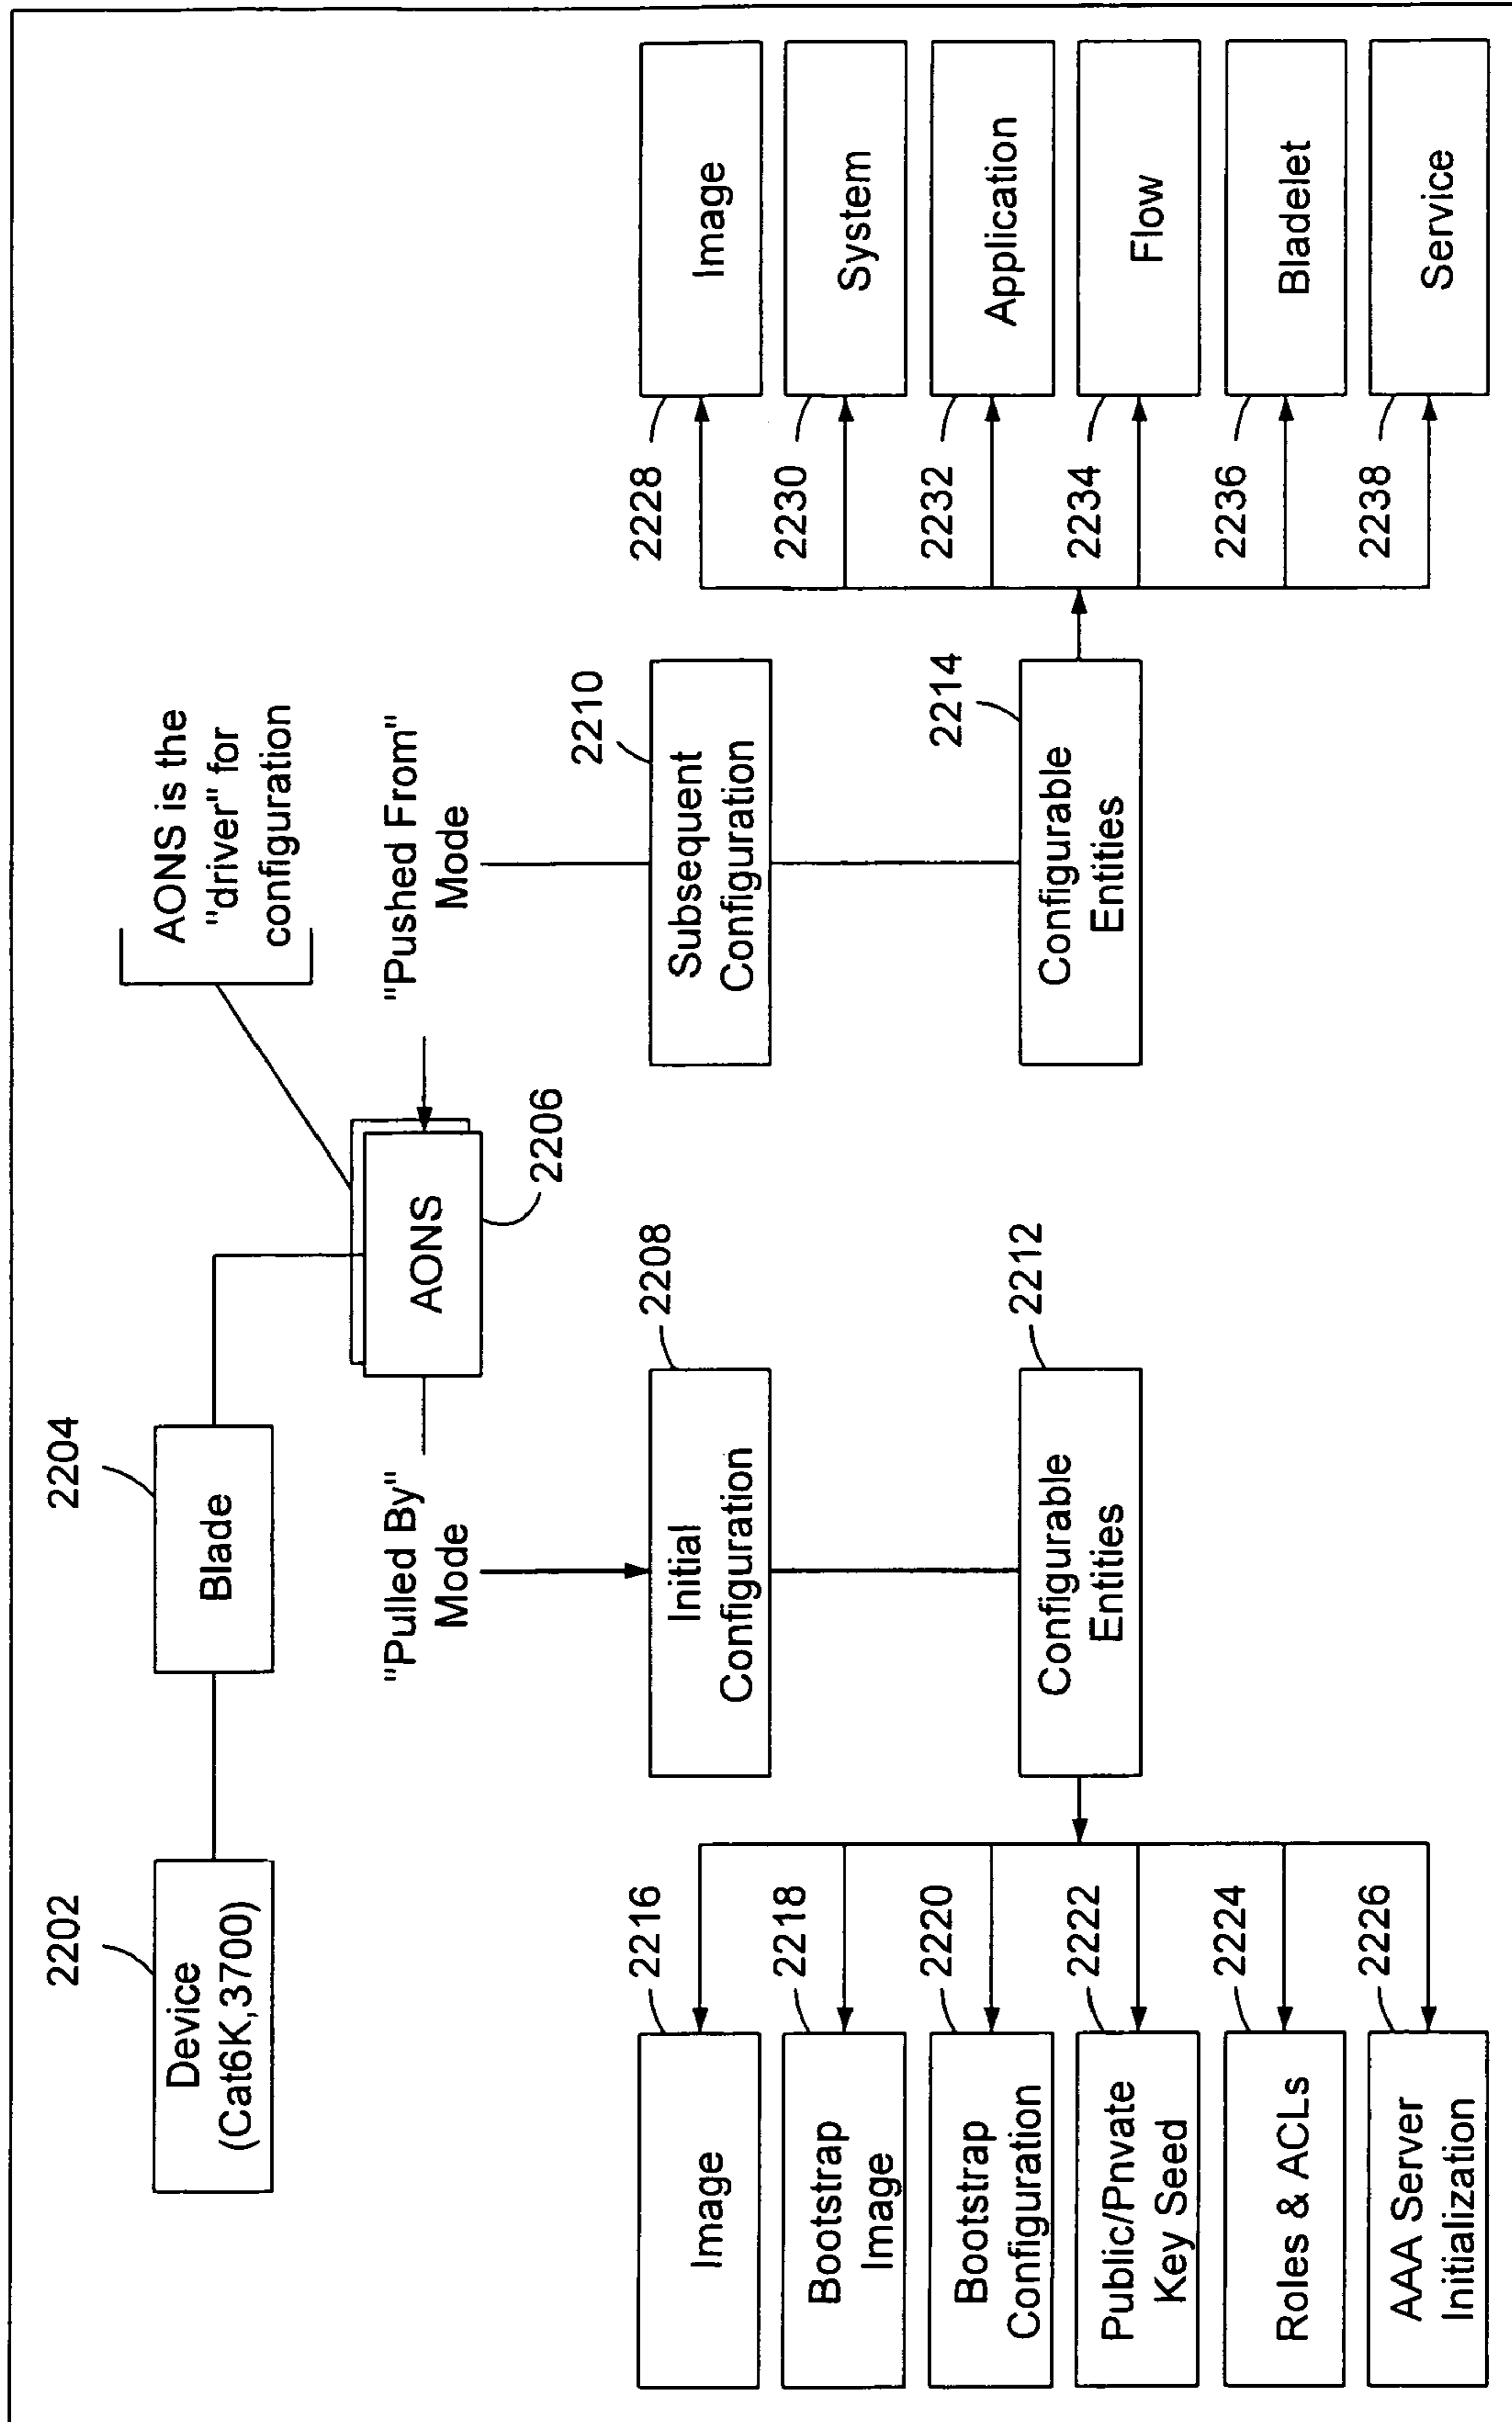 2202
Device
(Cat6K,3700)
2204
Blade
AONS is the
"driver" for
configuration
AONS
2206
"Pulled By"
Mode
"Pushed From"
Mode
2208
Initial
Configuration
2210
Subsequent
Configuration
2212
Configurable
Entities
2214
Configurable
Entities
2216
Image
2218
Bootstrap
Image
2220
Bootstrap
Configuration
2222
Public/Pnvate
Key Seed
2224
Roles & ACLs
2226
AAA Server
Initialization
2228
Image
2230
System
2232
Application
2234
Flow
2236
Bladelet
2238
Service